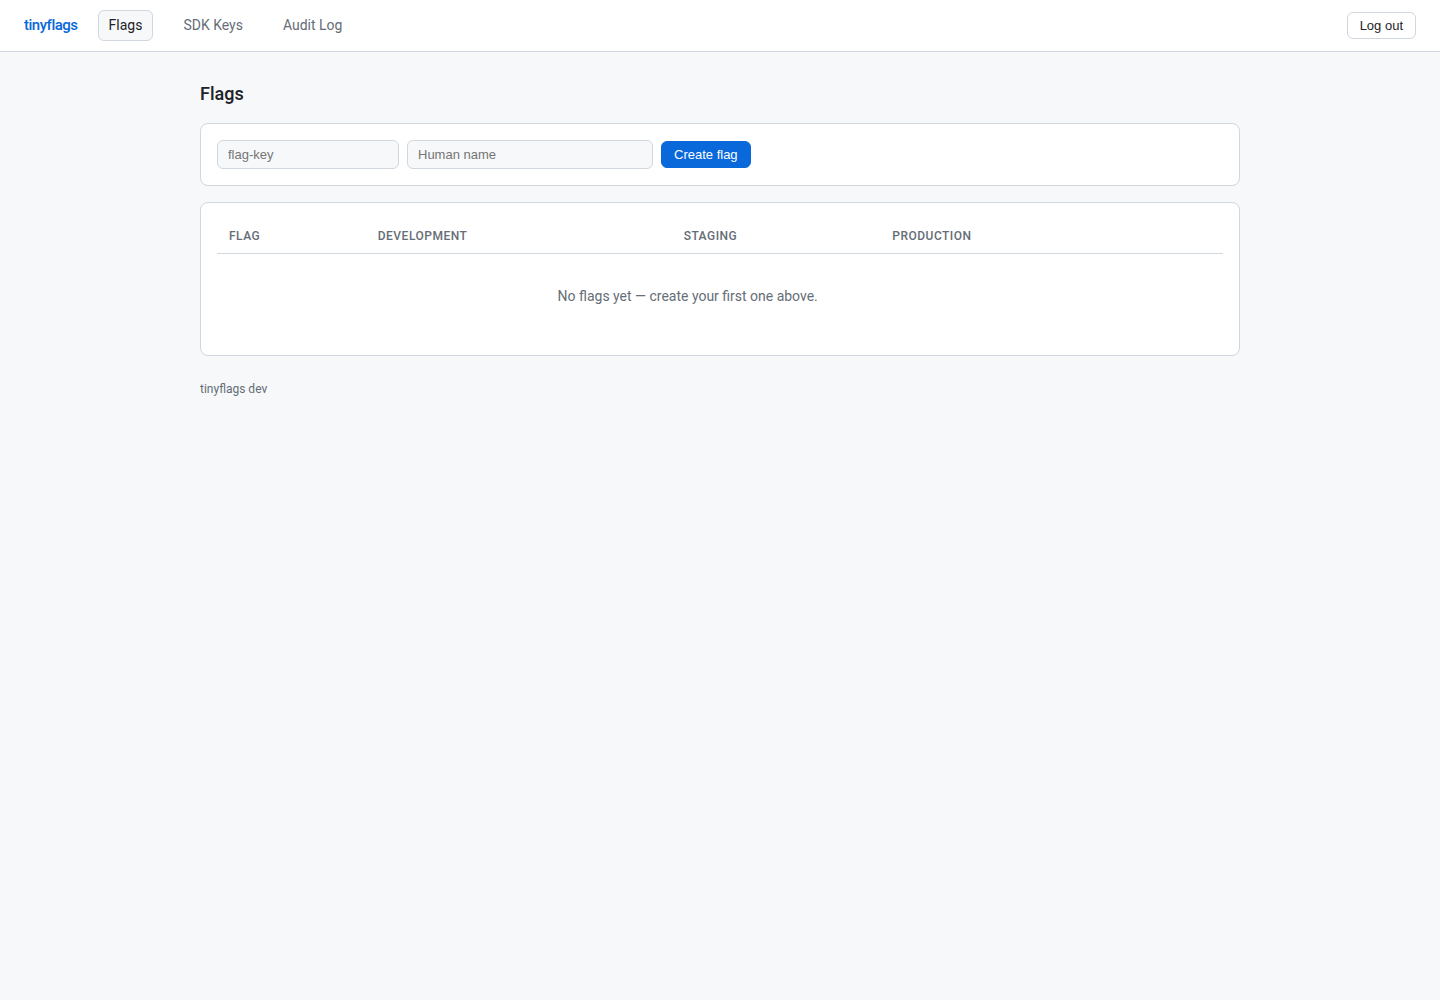 tinyflags Flags SDK Keys Audit Log Log out
Flags
flag-key Human name Create flag
FLAG DEVELOPMENT STAGING PRODUCTION
No flags yet — create your first one above.
tinyflags dev